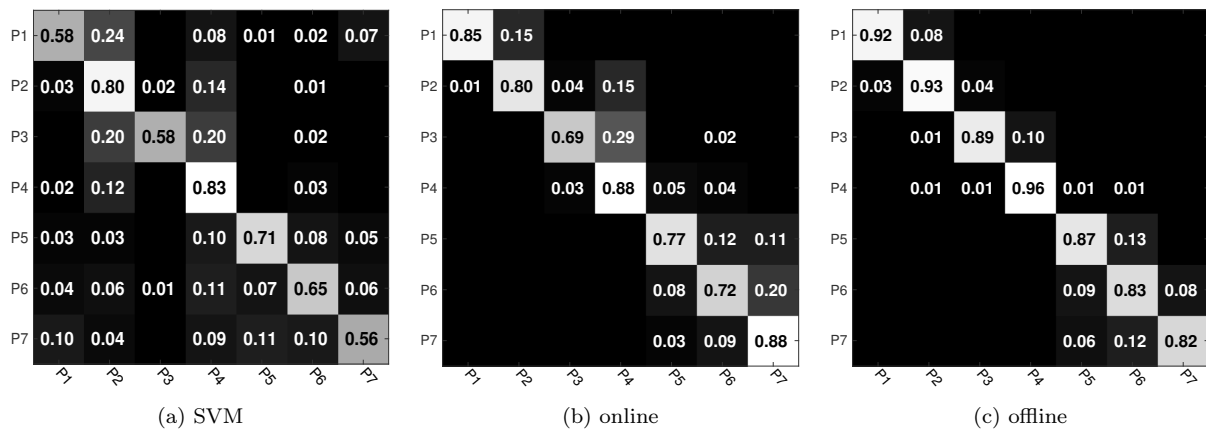 P1 0.58 0.24 0.08 0.01 0.02 0.07
P2 0.03 0.80 0.02 0.14 0.01
P3 0.20 0.58 0.20 0.02
P4 0.02 0.12 0.83 0.03
P5 0.03 0.03 0.10 0.71 0.08 0.05
P6 0.04 0.06 0.01 0.11 0.07 0.65 0.06
P7 0.10 0.04 0.09 0.11 0.10 0.56
P1 P2 P3 P4 P5 P6 P7
(a) SVM
P1 0.85 0.15
P2 0.01 0.80 0.04 0.15
P3 0.69 0.29 0.02
P4 0.03 0.88 0.05 0.04
P5 0.77 0.12 0.11
P6 0.08 0.72 0.20
P7 0.03 0.09 0.88
P1 P2 P3 P4 P5 P6 P7
(b) online
P1 0.92 0.08
P2 0.03 0.93 0.04
P3 0.01 0.89 0.10
P4 0.01 0.01 0.96 0.01 0.01
P5 0.87 0.13
P6 0.09 0.83 0.08
P7 0.06 0.12 0.82
P1 P2 P3 P4 P5 P6 P7
(c) offline